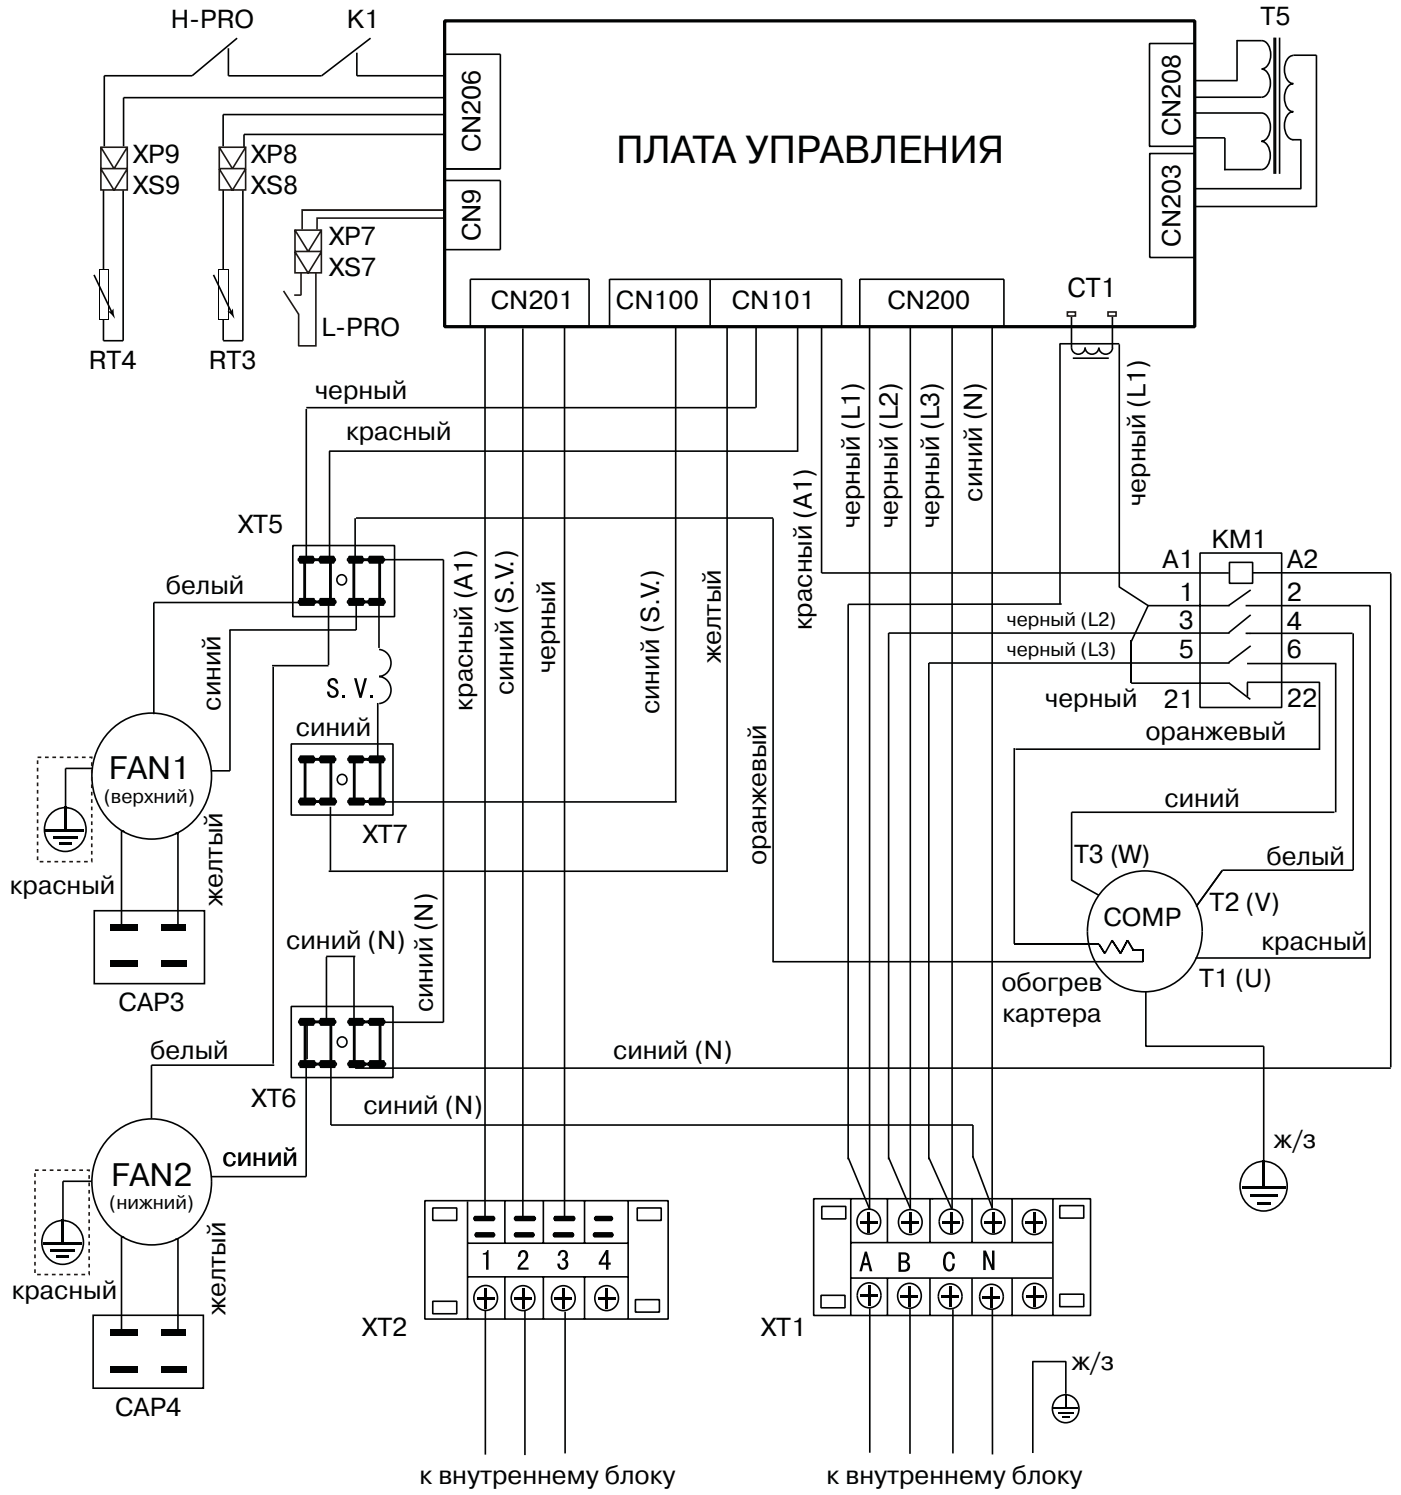 H-PRO
K1
T5
CN206
CN208
ПЛАТА УПРАВЛЕНИЯ
XP9
XS9
XP8
XS8
CN9
CN203
XP7
XS7
L-PRO
RT4
RT3
CN201
CN100
CN101
CN200
CT1
черный
красный
черный (L1)
черный (L2)
черный (L3)
синий (N)
черный (L1)
красный (A1)
XT5
красный (A1)
синий (S.V.)
черный
синий (S.V.)
желтый
KM1
A1
A2
1
2
черный (L2)
3
4
черный (L3)
5
6
черный
21
22
оранжевый
белый
синий
S. V.
синий
FAN1
(верхний)
XT7
оранжевый
синий
T3 (W)
белый
COMP
T2 (V)
красный
T1 (U)
обогрев
картера
красный
желтый
CAP3
синий (N)
синий (N)
синий (N)
белый
XT6
синий (N)
синий
FAN2
(нижний)
ж/з
красный
желтый
CAP4
1
2
3
4
XT2
A
B
C
N
XT1
ж/з
к внутреннему блоку
к внутреннему блоку